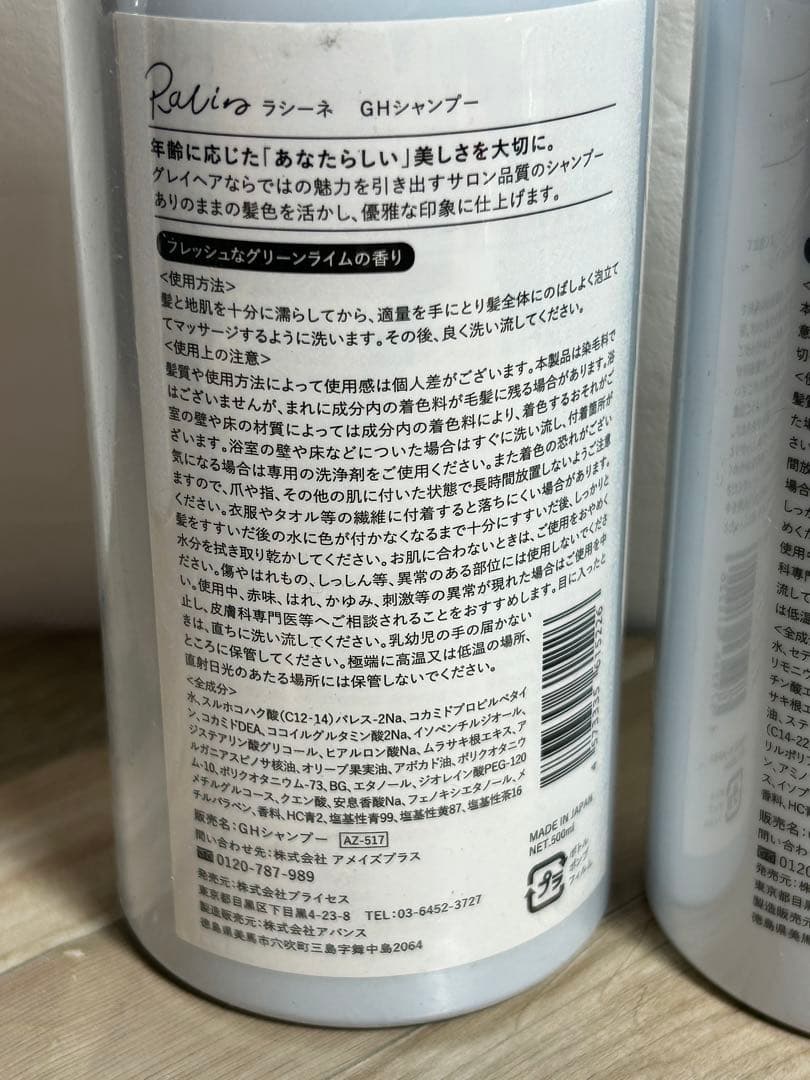 Racine ラシーネ GHシャンプー
年齢に応じた「あなたらしい」美しさを大切に。
グレイヘアならではの魅力を引き出すサロン品質のシャンプー
ありのままの髪色を活かし、優雅な印象に仕上げます。
フレッシュなグリーンライムの香り
<使用方法>
髪と地肌を十分に濡らしてから、適量を手にとり髪全体にのばしよく泡立て
てマッサージするように洗います。その後、良く洗い流してください。
<使用上の注意>
髪質や使用方法によって使用感は個人差がございます。本製品は染毛料で
はございませんが、まれに成分内の着色料が毛髪に残る場合があります。浴
室の壁や床の材質によっては成分内の着色料により、着色するおそれがご
ざいます。浴室の壁や床などについた場合はすぐに洗い流し、付着箇所が
気になる場合は専用の洗浄剤をご使用ください。また着色の恐れがござい
ますので、爪や指、その他の肌に付いた状態で長時間放置しないようご注意
ください。衣服やタオル等の繊維に付着すると落ちにくい場合があります。
髪をすすいだ後の水に色が付かなくなるまで十分にすすいだ後、しっかりと
水分を拭き取り乾かしてください。お肌に合わないときは、ご使用をおやめく
ださい。傷やはれもの、しっしん等、異常のある部位には使用しないでくださ
い。使用中、赤味、はれ、かゆみ、刺激等の異常が現れた場合はご使用を中
止し、皮膚科専門医等へご相談されることをおすすめします。目に入ったと
きは、直ちに洗い流してください。乳幼児の手の届かない
ところに保管してください。極端に高温又は低温の場所、
直射日光のあたる場所には保管しないでください。
<全成分>
水、スルホコハク酸(C12-14)パレス-2Na、コカミドプロピルベタイ
ン、コカミドDEA、ココイルグルタミン酸2Na、イソペンチルジオール、
ジステアリン酸グリコール、ヒアルロン酸Na、ムラサキ根エキス、ア
ルガニアスピノサ核油、オリーブ果実油、アボカド油、ポリクオタニウ
ム-10、ポリクオタニウム-73、BG、エタノール、ジオレイン酸PEG-120
メチルグルコース、クエン酸、安息香酸Na、フェノキシエタノール、メ
チルパラベン、香料、HC青2、塩基性青99、塩基性黄87、塩基性茶16
販売名:GHシャンプー AZ-517
問い合わせ先:株式会社 アメイズプラス
0120-787-989
発売元:株式会社プライセス
東京都目黒区下目黒4-23-8 TEL:03-6452-3727
製造販売元:株式会社アバンス
徳島県美馬市穴吹町三島字舞中島2064
MADE IN JAPAN
NET.500ml
プラ
ボトル
ポンプ
フィルム